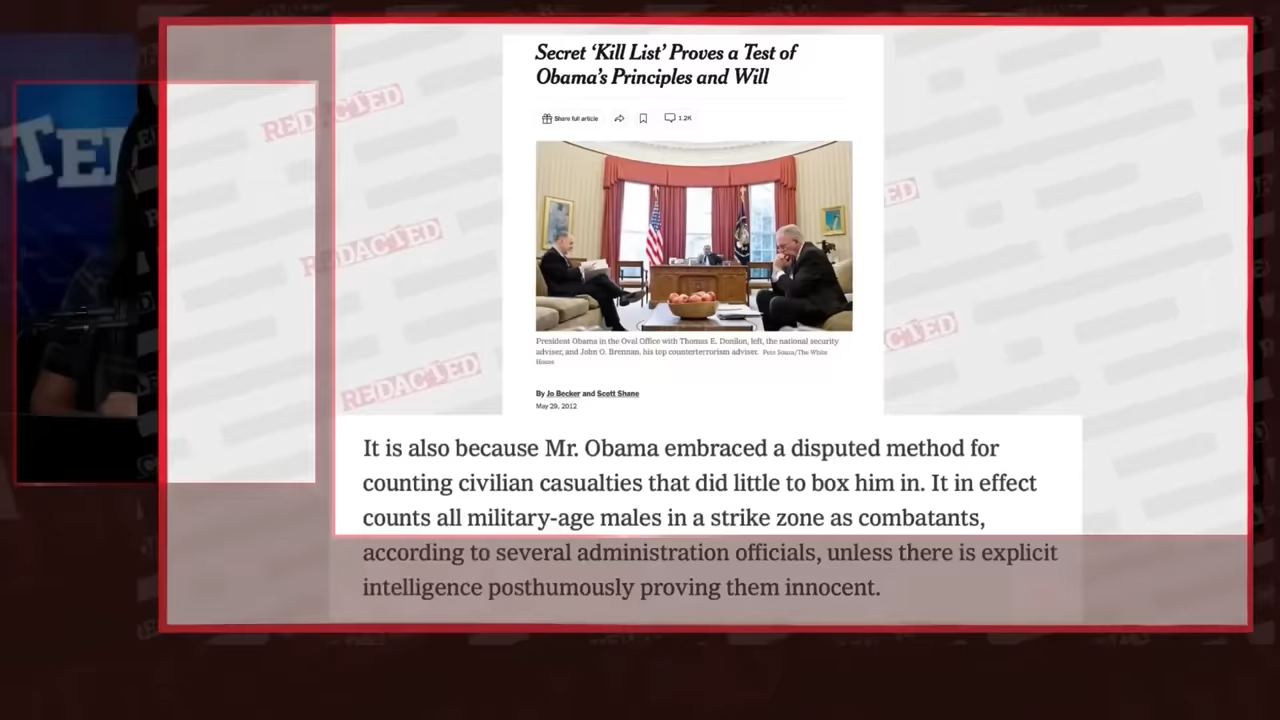 Secret ‘Kill List’ Proves a Test of
Obama’s Principles and Will
Share full article
1.2K
President Obama in the Oval Office with Thomas E. Donilon, left, the national security
adviser, and John O. Brennan, his top counterterrorism adviser. Pete Souza/The White
House
By Jo Becker and Scott Shane
May 29, 2012
It is also because Mr. Obama embraced a disputed method for
counting civilian casualties that did little to box him in. It in effect
counts all military-age males in a strike zone as combatants,
according to several administration officials, unless there is explicit
intelligence posthumously proving them innocent.
REDACTED
REDACTED
REDACTED